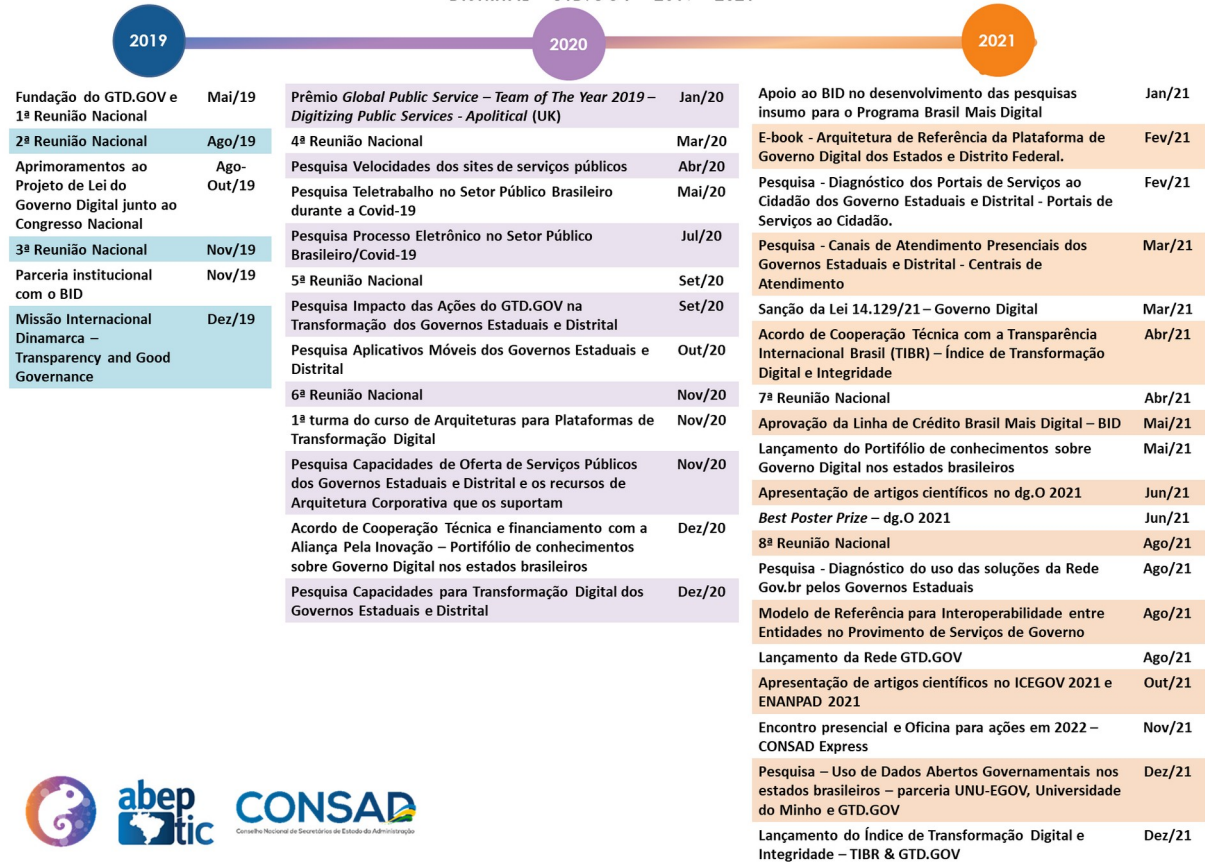 2019
2020
2021
Fundação do GTD.GOV e Mai/19
1ª Reunião Nacional
2ª Reunião Nacional Ago/19
Aprimoramentos ao Ago-
Projeto de Lei do Out/19
Governo Digital junto ao
Congresso Nacional
3ª Reunião Nacional Nov/19
Parceria institucional Nov/19
com o BID
Missão Internacional Dez/19
Dinamarca –
Transparency and Good
Governance
Prêmio Global Public Service – Team of The Year 2019 – Jan/20
Digitizing Public Services - Apolitical (UK)
4ª Reunião Nacional Mar/20
Pesquisa Velocidades dos sites de serviços públicos Abr/20
Pesquisa Teletrabalho no Setor Público Brasileiro Mai/20
durante a Covid-19
Pesquisa Processo Eletrônico no Setor Público Jul/20
Brasileiro/Covid-19
5ª Reunião Nacional Set/20
Pesquisa Impacto das Ações do GTD.GOV na Set/20
Transformação dos Governos Estaduais e Distrital
Pesquisa Aplicativos Móveis dos Governos Estaduais e Out/20
Distrital
6ª Reunião Nacional Nov/20
1ª turma do curso de Arquiteturas para Plataformas de Nov/20
Transformação Digital
Pesquisa Capacidades de Oferta de Serviços Públicos Nov/20
dos Governos Estaduais e Distrital e os recursos de
Arquitetura Corporativa que os suportam
Acordo de Cooperação Técnica e financiamento com a Dez/20
Aliança Pela Inovação – Portifólio de conhecimentos
sobre Governo Digital nos estados brasileiros
Pesquisa Capacidades para Transformação Digital dos Dez/20
Governos Estaduais e Distrital
Apoio ao BID no desenvolvimento das pesquisas Jan/21
insumo para o Programa Brasil Mais Digital
E-book - Arquitetura de Referência da Plataforma de Fev/21
Governo Digital dos Estados e Distrito Federal.
Pesquisa - Diagnóstico dos Portais de Serviços ao Fev/21
Cidadão dos Governo Estaduais e Distrital - Portais de
Serviços ao Cidadão.
Pesquisa - Canais de Atendimento Presenciais dos Mar/21
Governos Estaduais e Distrital - Centrais de
Atendimento
Sanção da Lei 14.129/21 – Governo Digital Mar/21
Acordo de Cooperação Técnica com a Transparência Abr/21
Internacional Brasil (TIBR) – Índice de Transformação
Digital e Integridade
7ª Reunião Nacional Abr/21
Aprovação da Linha de Crédito Brasil Mais Digital – BID Mai/21
Lançamento do Portifólio de conhecimentos sobre Mai/21
Governo Digital nos estados brasileiros
Apresentação de artigos científicos no dg.O 2021 Jun/21
Best Poster Prize – dg.O 2021 Jun/21
8ª Reunião Nacional Ago/21
Pesquisa - Diagnóstico do uso das soluções da Rede Ago/21
Gov.br pelos Governos Estaduais
Modelo de Referência para Interoperabilidade entre Ago/21
Entidades no Provimento de Serviços de Governo
Lançamento da Rede GTD.GOV Ago/21
Apresentação de artigos científicos no ICEGOV 2021 e Out/21
ENANPAD 2021
Encontro presencial e Oficina para ações em 2022 – Nov/21
CONSAD Express
Pesquisa – Uso de Dados Abertos Governamentais nos Dez/21
estados brasileiros – parceria UNU-EGOV, Universidade
do Minho e GTD.GOV
Lançamento do Índice de Transformação Digital e Dez/21
Integridade – TIBR & GTD.GOV
abep
tic
CONSAD
Conselho Nacional de Secretários de Estado da Administração